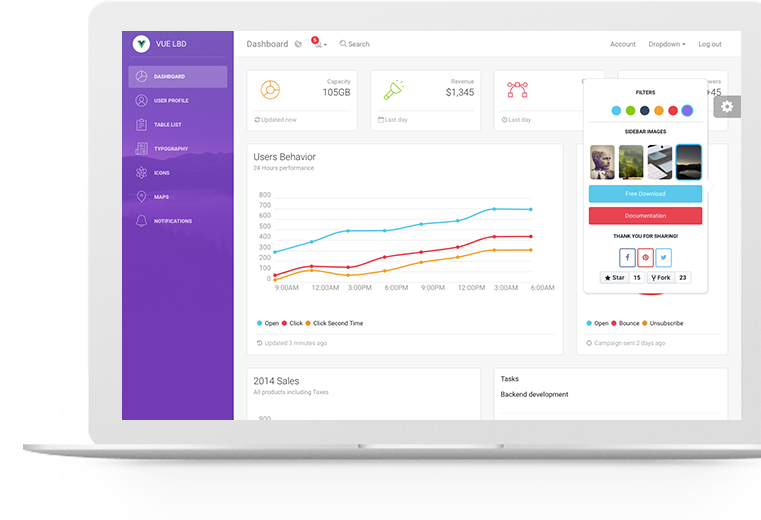 VUE LBD
DASHBOARD
USER PROFILE
TABLE LIST
TYPOGRAPHY
ICONS
MAPS
NOTIFICATIONS
Dashboard 5 Search Account Dropdown Log out
Capacity
105GB
Updated now
Revenue
$1,345
Last day
Last day
+45
FILTERS
SIDEBAR IMAGES
Free Download
Documentation
THANK YOU FOR SHARING!
Star 15 Fork 23
Users Behavior
24 Hours performance
800
700
600
500
400
300
200
100
0
9:00AM 12:00AM 3:00PM 6:00PM 9:00PM 12:00PM 3:00AM 6:00AM
Open Click Click Second Time
Updated 3 minutes ago
Open Bounce Unsubscribe
Campaign sent 2 days ago
2014 Sales
All products including Taxes
900
Tasks
Backend development